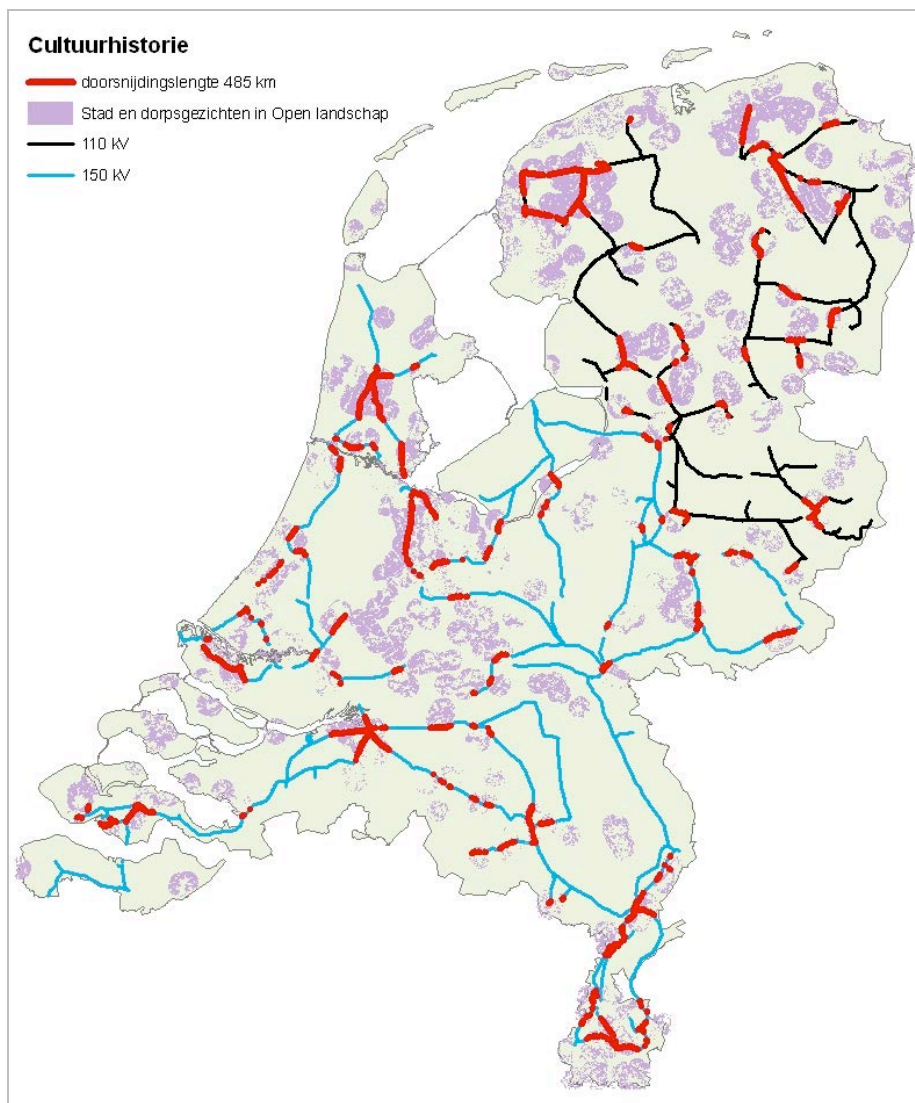 Cultuurhistorie
doorsnijdingslengte 485 km
Stad en dorpsgezichten in Open landschap
110 kV
150 kV